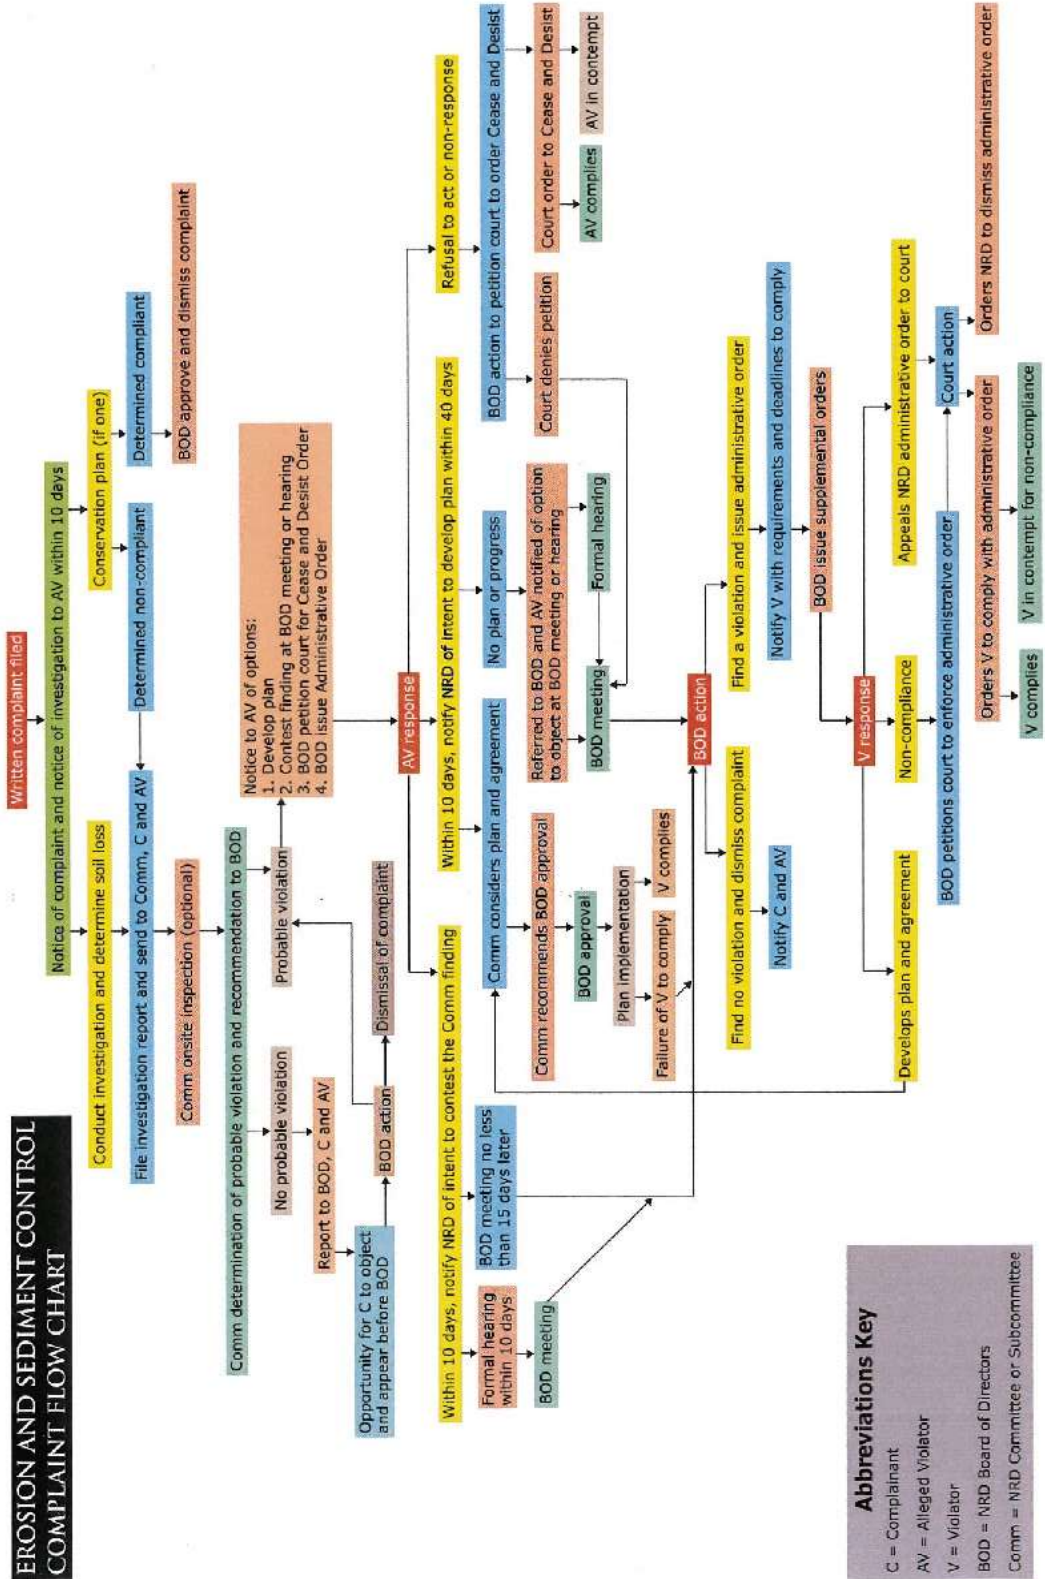 EROSION AND SEDIMENT CONTROL
COMPLAINT FLOW CHART
Written complaint filed
Notice of complaint and notice of investigation to AV within 10 days
Conduct investigation and determine soil loss
Conservation plan (if one)
File investigation report and send to Comm, C and AV
Determined non-compliant
Determined compliant
Comm onsite inspection (optional)
BOD approve and dismiss complaint
Comm determination of probable violation and recommendation to BOD
No probable violation
Probable violation
Notice to AV of options:
1. Develop plan
2. Contest finding at BOD meeting or hearing
3. BOD petition court for Cease and Desist Order
4. BOD issue Administrative Order
Report to BOD, C and AV
Opportunity for C to object
and appear before BOD
BOD action
Dismissal of complaint
AV response
Within 10 days, notify NRD of intent to contest the Comm finding
Within 10 days, notify NRD of intent to develop plan within 40 days
Refusal to act or non-response
Formal hearing
within 10 days
BOD meeting no less
than 15 days later
Comm considers plan and agreement
No plan or progress
BOD action to petition court to order Cease and Desist
BOD meeting
Comm recommends BOD approval
Referred to BOD and AV notified of option
to object at BOD meeting or hearing
Court denies petition
Court order to Cease and Desist
BOD approval
BOD meeting
Formal hearing
AV complies
AV in contempt
Plan implementation
Failure of V to comply
V complies
BOD action
Find no violation and dismiss complaint
Find a violation and issue administrative order
Notify C and AV
Notify V with requirements and deadlines to comply
BOD issue supplemental orders
V response
Develops plan and agreement
Non-compliance
Appeals NRD administrative order to court
BOD petitions court to enforce administrative order
Court action
Orders V to comply with administrative order
Orders NRD to dismiss administrative order
V complies
V in contempt for non-compliance
Abbreviations Key
C = Complainant
AV = Alleged Violator
V = Violator
BOD = NRD Board of Directors
Comm = NRD Committee or Subcommittee